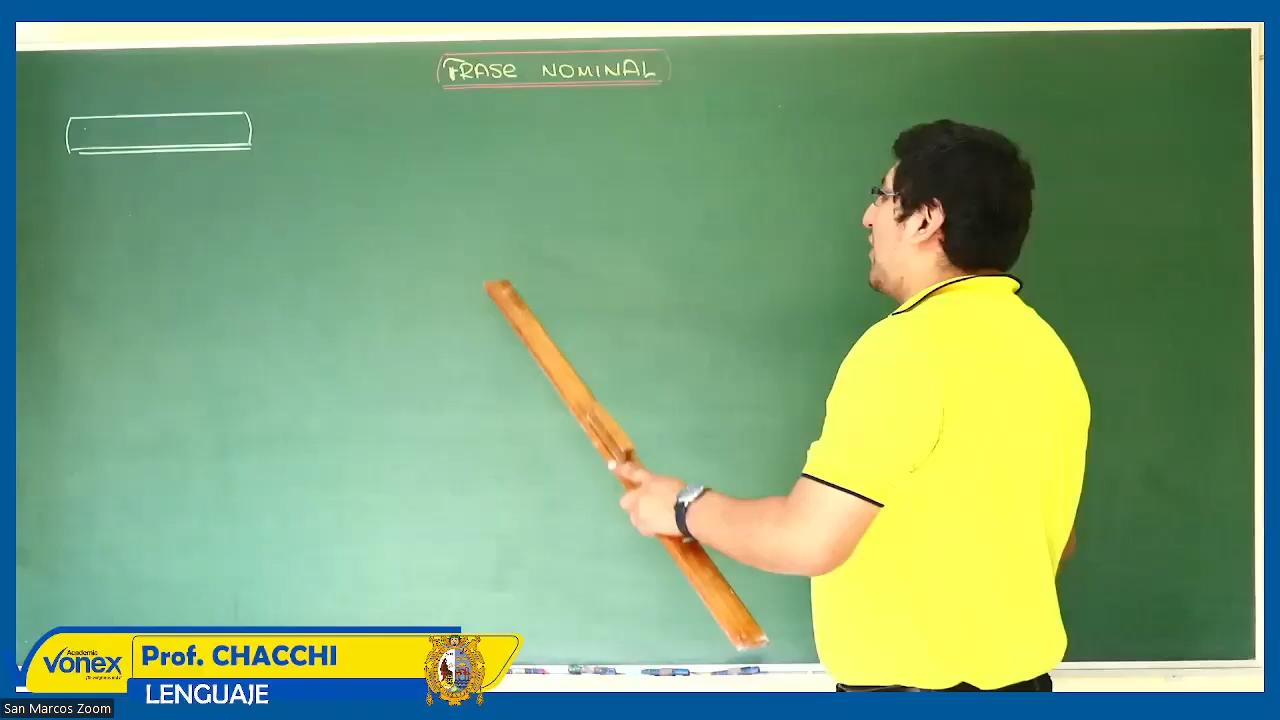 FRASE NOMINAL
Academia
vonex
Prof. CHACCHI
LENGUAJE
San Marcos Zoom